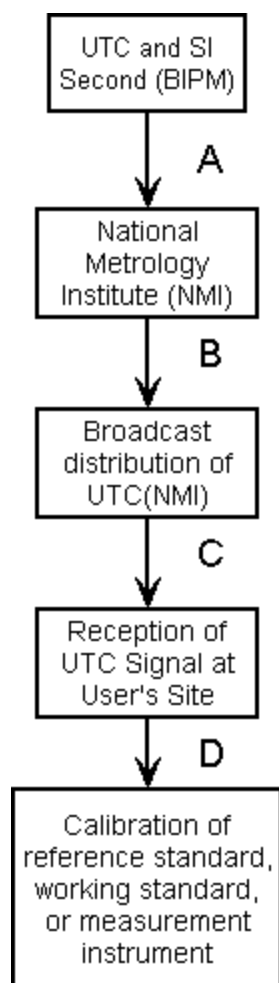 UTC and SI
Second (BIPM)
A
National
Metrology
Institute (NMI)
B
Broadcast
distribution of
UTC(NMI)
C
Reception of
UTC Signal at
User's Site
D
Calibration of
reference standard,
working standard,
or measurement
instrument